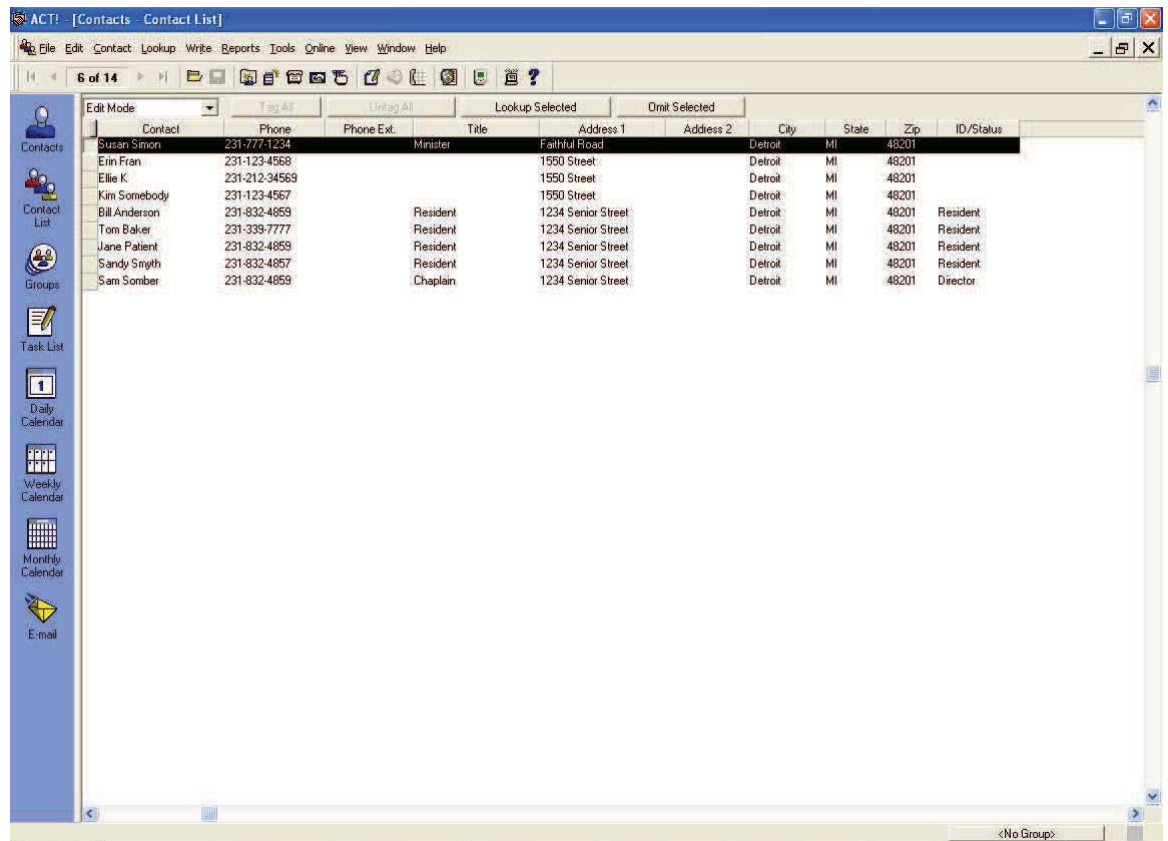 ACT! - [Contacts - Contact List]
File Edit Contact Lookup Write Reports Tools Online View Window Help
6 of 14
Edit Mode Tag All Untag All Lookup Selected Omit Selected
Contact Phone Phone Ext. Title Address 1 Address 2 City State Zip ID/Status
Susan Simon 231-777-1234 Minister Faithful Road Detroit MI 48201
Erin Fran 231-123-4568 1550 Street Detroit MI 48201
Ellie K 231-212-34569 1550 Street Detroit MI 48201
Kim Somebody 231-123-4567 1550 Street Detroit MI 48201
Bill Anderson 231-832-4859 Resident 1234 Senior Street Detroit MI 48201 Resident
Tom Baker 231-339-7777 Resident 1234 Senior Street Detroit MI 48201 Resident
Jane Patient 231-832-4859 Resident 1234 Senior Street Detroit MI 48201 Resident
Sandy Smyth 231-832-4857 Resident 1234 Senior Street Detroit MI 48201 Resident
Sam Somber 231-832-4859 Chaplain 1234 Senior Street Detroit MI 48201 Director
Contacts
Contact
List
Groups
Task List
1
Daily
Calendar
Weekly
Calendar
Monthly
Calendar
E-mail
<No Group>